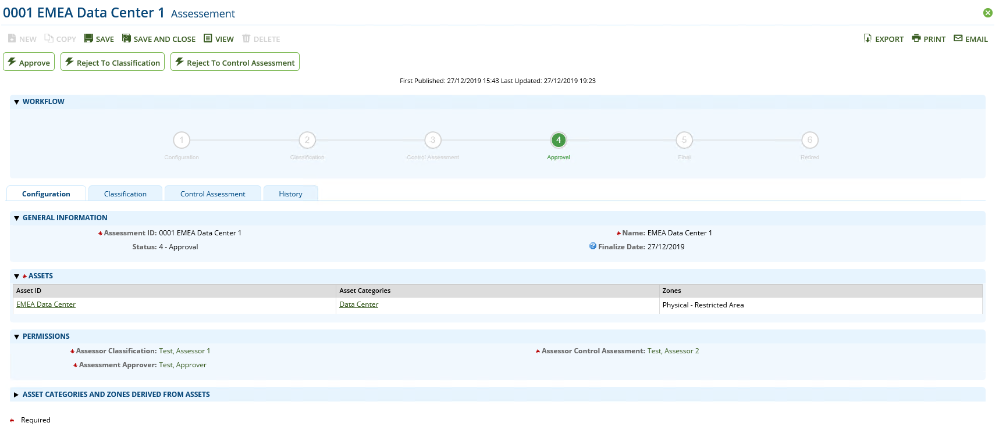 0001 EMEA Data Center 1 Assessement
NEW COPY SAVE SAVE AND CLOSE VIEW DELETE EXPORT PRINT EMAIL
Approve Reject To Classification Reject To Control Assessment
First Published: 27/12/2019 15:43 Last Updated: 27/12/2019 19:23
▼ WORKFLOW
1 2 3 4 5 6
Configuration Classification Control Assessment Approval Final Retired
Configuration Classification Control Assessment History
▼ GENERAL INFORMATION
* Assessment ID: 0001 EMEA Data Center 1 * Name: EMEA Data Center 1
Status: 4 - Approval ? Finalize Date: 27/12/2019
▼ * ASSETS
Asset ID Asset Categories Zones
EMEA Data Center Data Center Physical - Restricted Area
▼ PERMISSIONS
* Assessor Classification: Test, Assessor 1 * Assessor Control Assessment: Test, Assessor 2
* Assessment Approver: Test, Approver
▶ ASSET CATEGORIES AND ZONES DERIVED FROM ASSETS
* Required